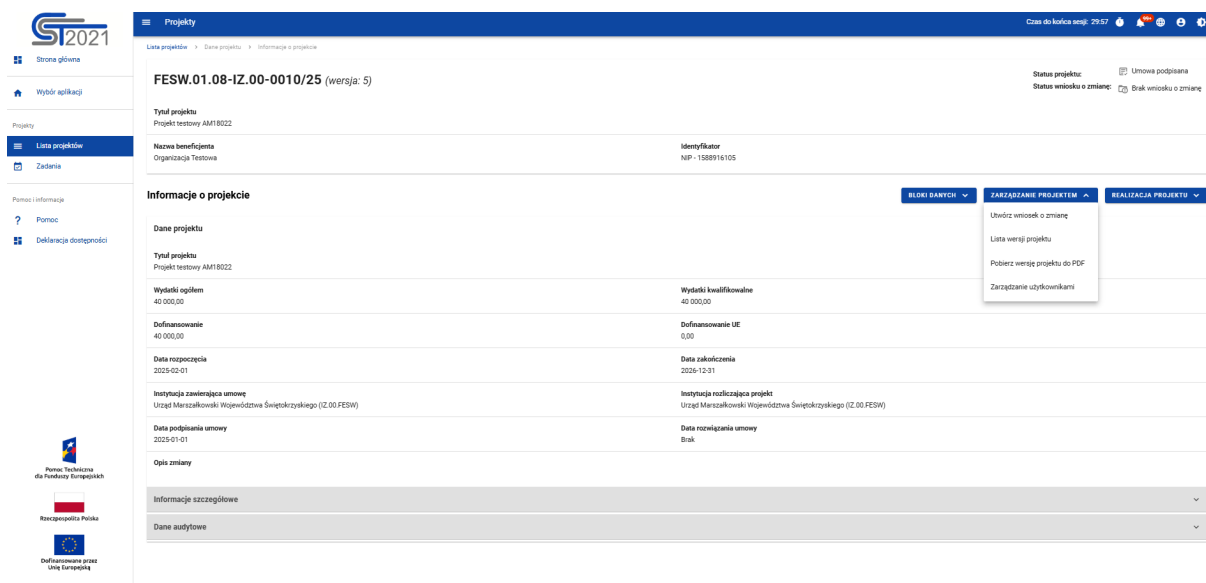 CST2021
Projekty
Czas do końca sesji: 29:57
99+
Strona główna
Wybór aplikacji
Projekty
Lista projektów
Zadania
Pomoc i informacje
Pomoc
Deklaracja dostępności
Lista projektów > Dane projektu > Informacje o projekcie
FESW.01.08-IZ.00-0010/25 (wersja: 5)
Status projektu: Umowa podpisana
Status wniosku o zmianę: Brak wniosku o zmianę
Tytuł projektu
Projekt testowy AM18022
Nazwa beneficjenta
Organizacja Testowa
Identyfikator
NIP - 1588916105
Informacje o projekcie
BLOKI DANYCH
ZARZĄDZANIE PROJEKTEM
REALIZACJA PROJEKTU
Utwórz wniosek o zmianę
Lista wersji projektu
Pobierz wersję projektu do PDF
Zarządzanie użytkownikami
Dane projektu
Tytuł projektu
Projekt testowy AM18022
Wydatki ogółem
40 000,00
Wydatki kwalifikowalne
40 000,00
Dofinansowanie
40 000,00
Dofinansowanie UE
0,00
Data rozpoczęcia
2025-02-01
Data zakończenia
2026-12-31
Instytucja zawierająca umowę
Urząd Marszałkowski Województwa Świętokrzyskiego (IZ.00.FESW)
Instytucja rozliczająca projekt
Urząd Marszałkowski Województwa Świętokrzyskiego (IZ.00.FESW)
Data podpisania umowy
2025-01-01
Data rozwiązania umowy
Brak
Opis zmiany
Informacje szczegółowe
Dane audytowe
Pomoc Techniczna
dla Funduszy Europejskich
Rzeczpospolita Polska
Dofinansowane przez
Unię Europejską